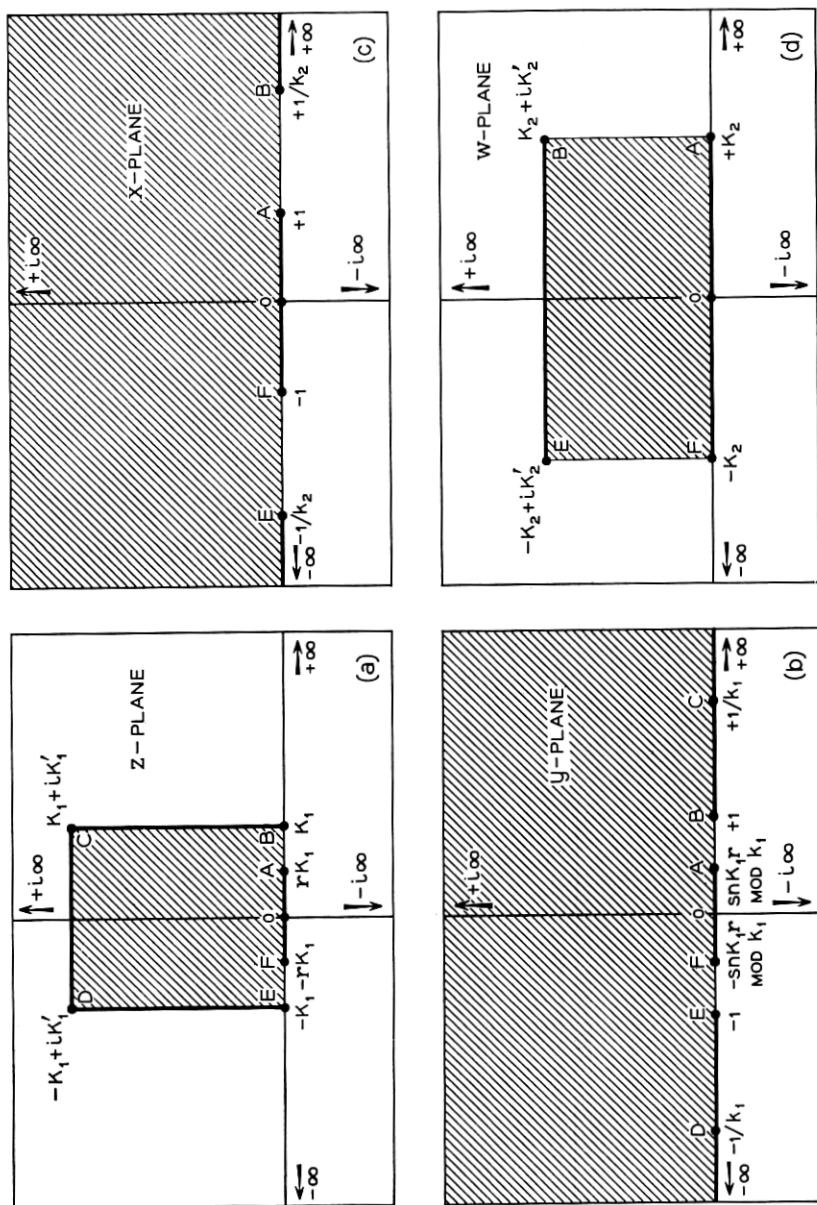 +i∞
Z-PLANE
-K₁+iK′₁
K₁+iK′₁
D
C
E
F
o
A
B
-K₁
-rK₁
rK₁
K₁
-∞
+∞
-i∞
(a)
+i∞
y-PLANE
D
E
F
o
A
B
C
-1/k₁
-1
-snK₁r
MOD k₁
snK₁r
MOD k₁
+1
+1/k₁
-∞
+∞
-i∞
(b)
+i∞
X-PLANE
E
F
o
A
B
-1/k₂
-1
+1
+1/k₂
-∞
+∞
-i∞
(c)
+i∞
W-PLANE
-K₂+iK′₂
K₂+iK′₂
E
B
F
o
A
-K₂
+K₂
-∞
+∞
-i∞
(d)